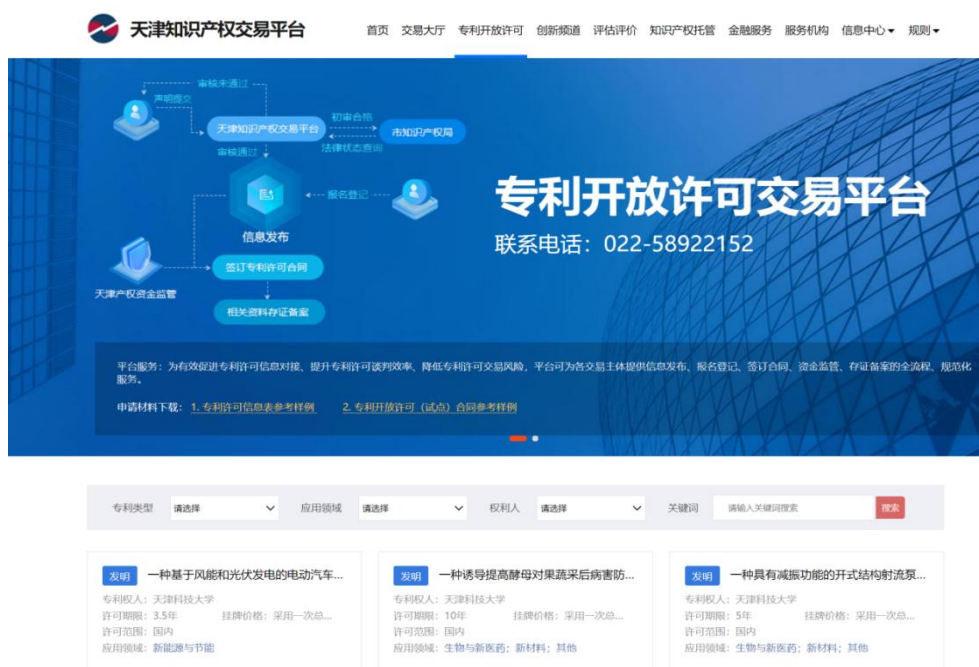 天津知识产权交易平台
首页 交易大厅 专利开放许可 创新频道 评估评价 知识产权托管 金融服务 服务机构 信息中心 规则
审核未通过
声明提交
天津知识产权交易平台
初审合格
法律状态查询
市知识产权局
审核通过
报名登记
信息发布
签订专利许可合同
天津产权资金监管
相关资料存证备案
专利开放许可交易平台
联系电话：022-58922152
平台服务：为有效促进专利许可信息对接、提升专利许可谈判效率、降低专利许可交易风险，平台可为各交易主体提供信息发布、报名登记、签订合同、资金监管、存证备案的全流程、规范化
服务。
申请材料下载：1. 专利许可信息表参考样例 2. 专利开放许可（试点）合同参考样例
专利类型 请选择 应用领域 请选择 权利人 请选择 关键词 请输入关键词搜索 搜索
发明 一种基于风能和光伏发电的电动汽车...
专利权人：天津科技大学
许可期限：3.5年 挂牌价格：采用一次总...
许可范围：国内
应用领域：新能源与节能
发明 一种诱导提高酵母对果蔬采后病害防...
专利权人：天津科技大学
许可期限：10年 挂牌价格：采用一次总...
许可范围：国内
应用领域：生物与新医药；新材料；其他
发明 一种具有减振功能的开式结构射流泵...
专利权人：天津科技大学
许可期限：5年 挂牌价格：采用一次总...
许可范围：国内
应用领域：生物与新医药；新材料；其他